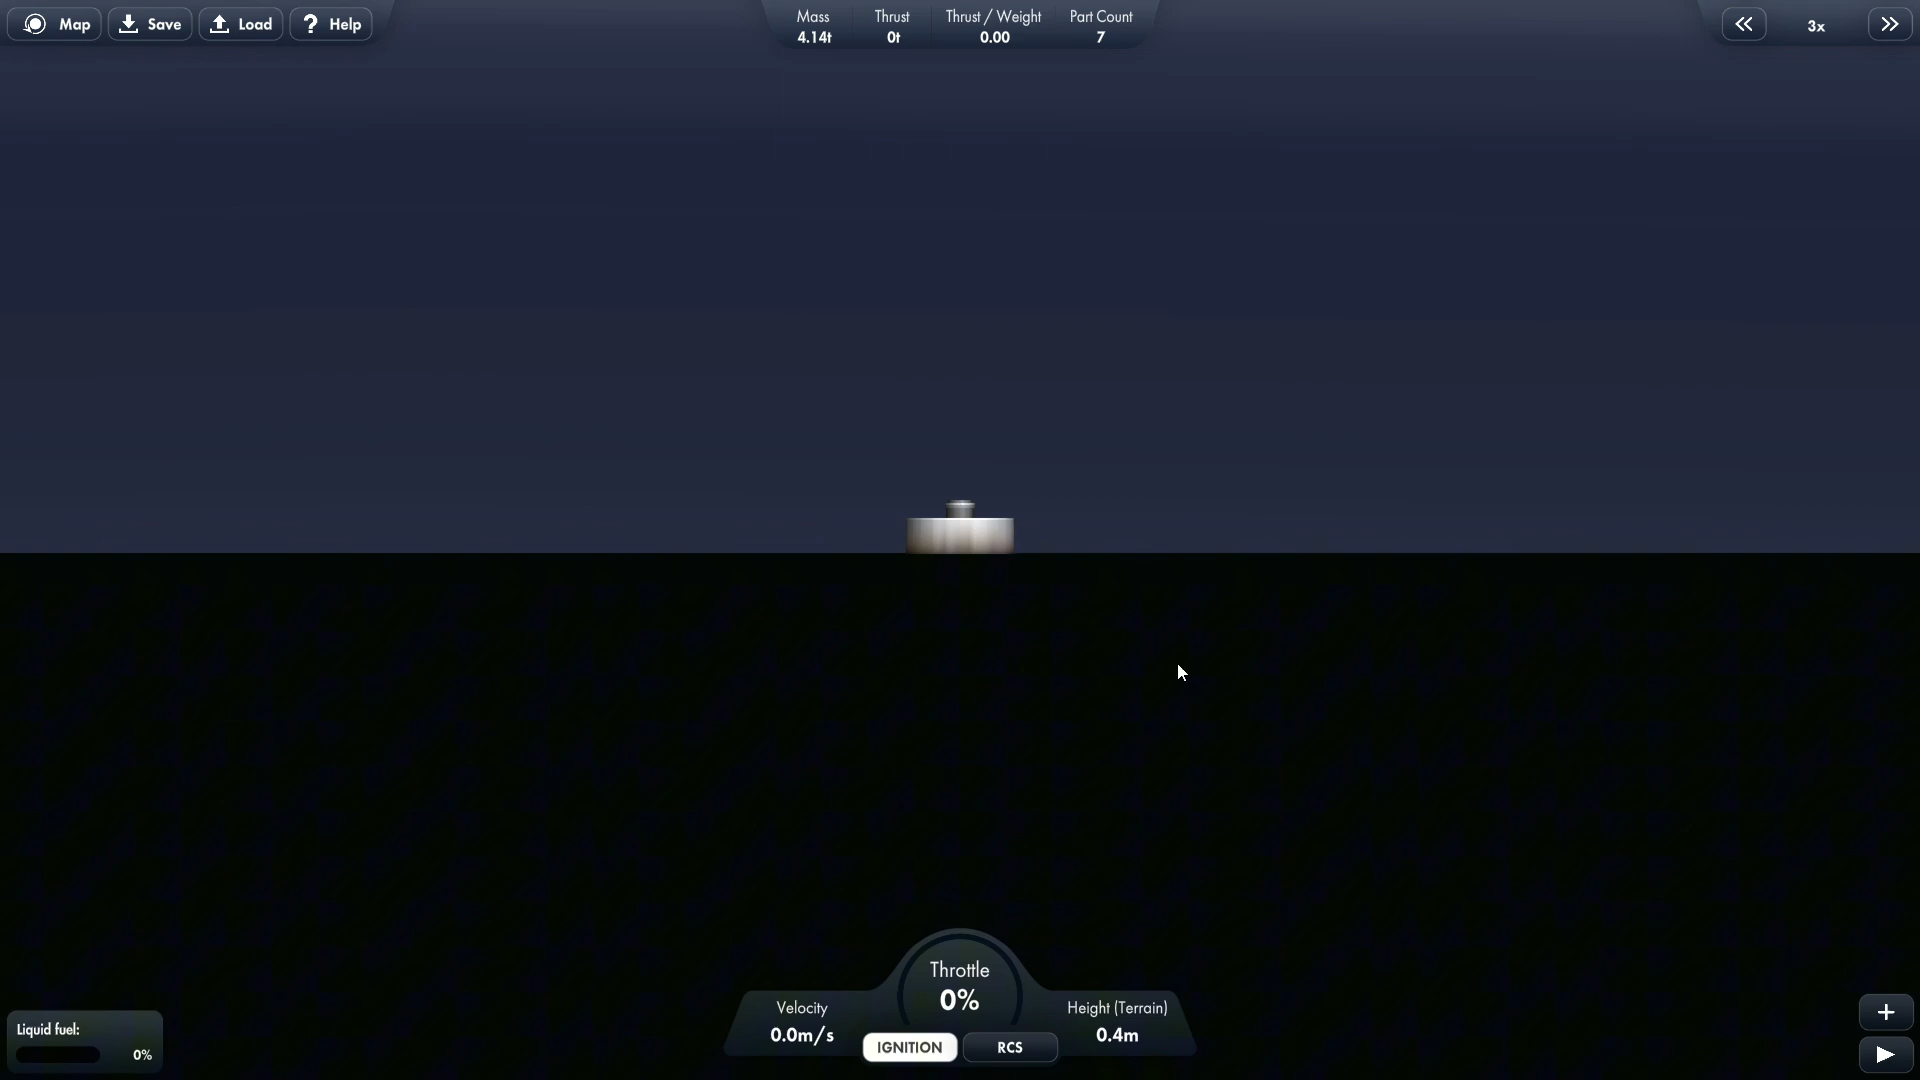 Map
Save
Load
Help
Mass
4.14t
Thrust
0t
Thrust / Weight
0.00
Part Count
7
3x
Throttle
0%
Velocity
0.0m/s
Height (Terrain)
0.4m
IGNITION
RCS
Liquid fuel:
0%